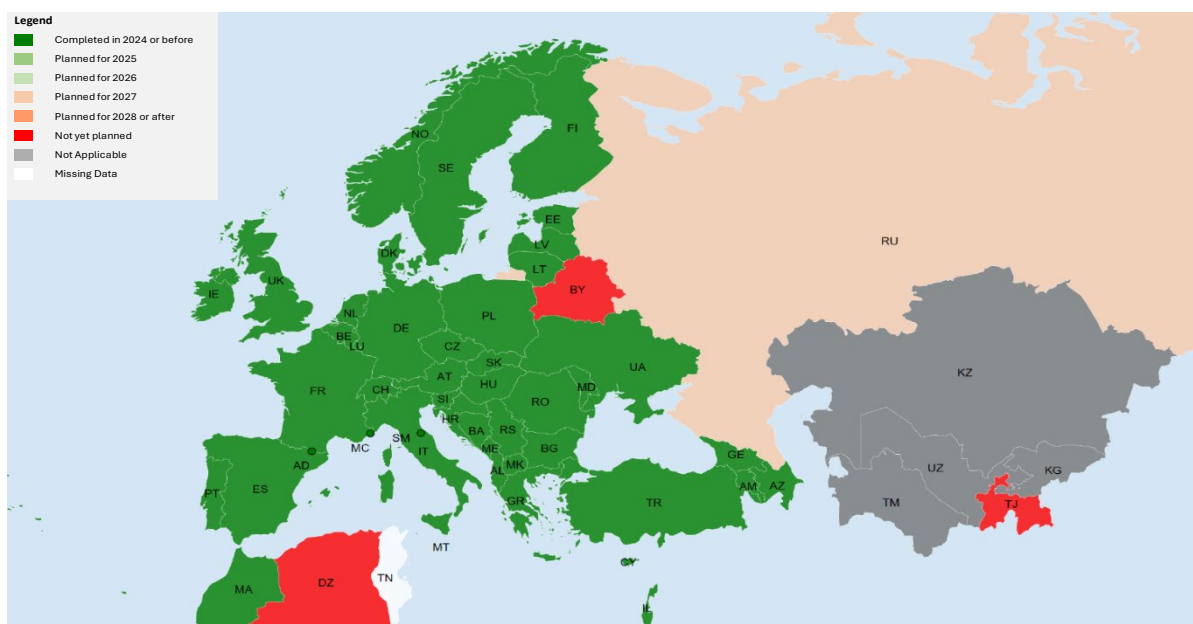 Legend
Completed in 2024 or before
Planned for 2025
Planned for 2026
Planned for 2027
Planned for 2028 or after
Not yet planned
Not Applicable
Missing Data
NO
FI
SE
EE
RU
LV
DK
LT
UK
BY
IE
NL
PL
DE
BE
LU
CZ
SK
UA
KZ
AT
HU
MD
FR
CH
SI
RO
HR
BA
RS
SM
MC
IT
ME
BG
GE
AD
AL
MK
UZ
KG
PT
ES
GR
TR
AM
AZ
TM
TJ
MT
CY
TN
DZ
MA
IL